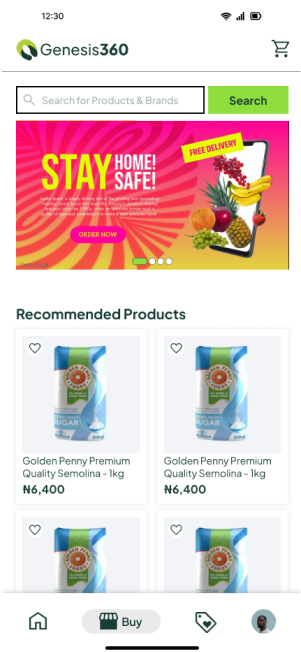 12:30
Genesis360
Search for Products & Brands
Search
STAY HOME!
SAFE!
FREE DELIVERY
ORDER NOW
Recommended Products
GOLDEN PENNY
SUGAR
GOLDEN PENNY
SUGAR
Golden Penny Premium
Quality Semolina - 1kg
₦6,400
Golden Penny Premium
Quality Semolina - 1kg
₦6,400
GOLDEN PENNY
GOLDEN PENNY
Buy